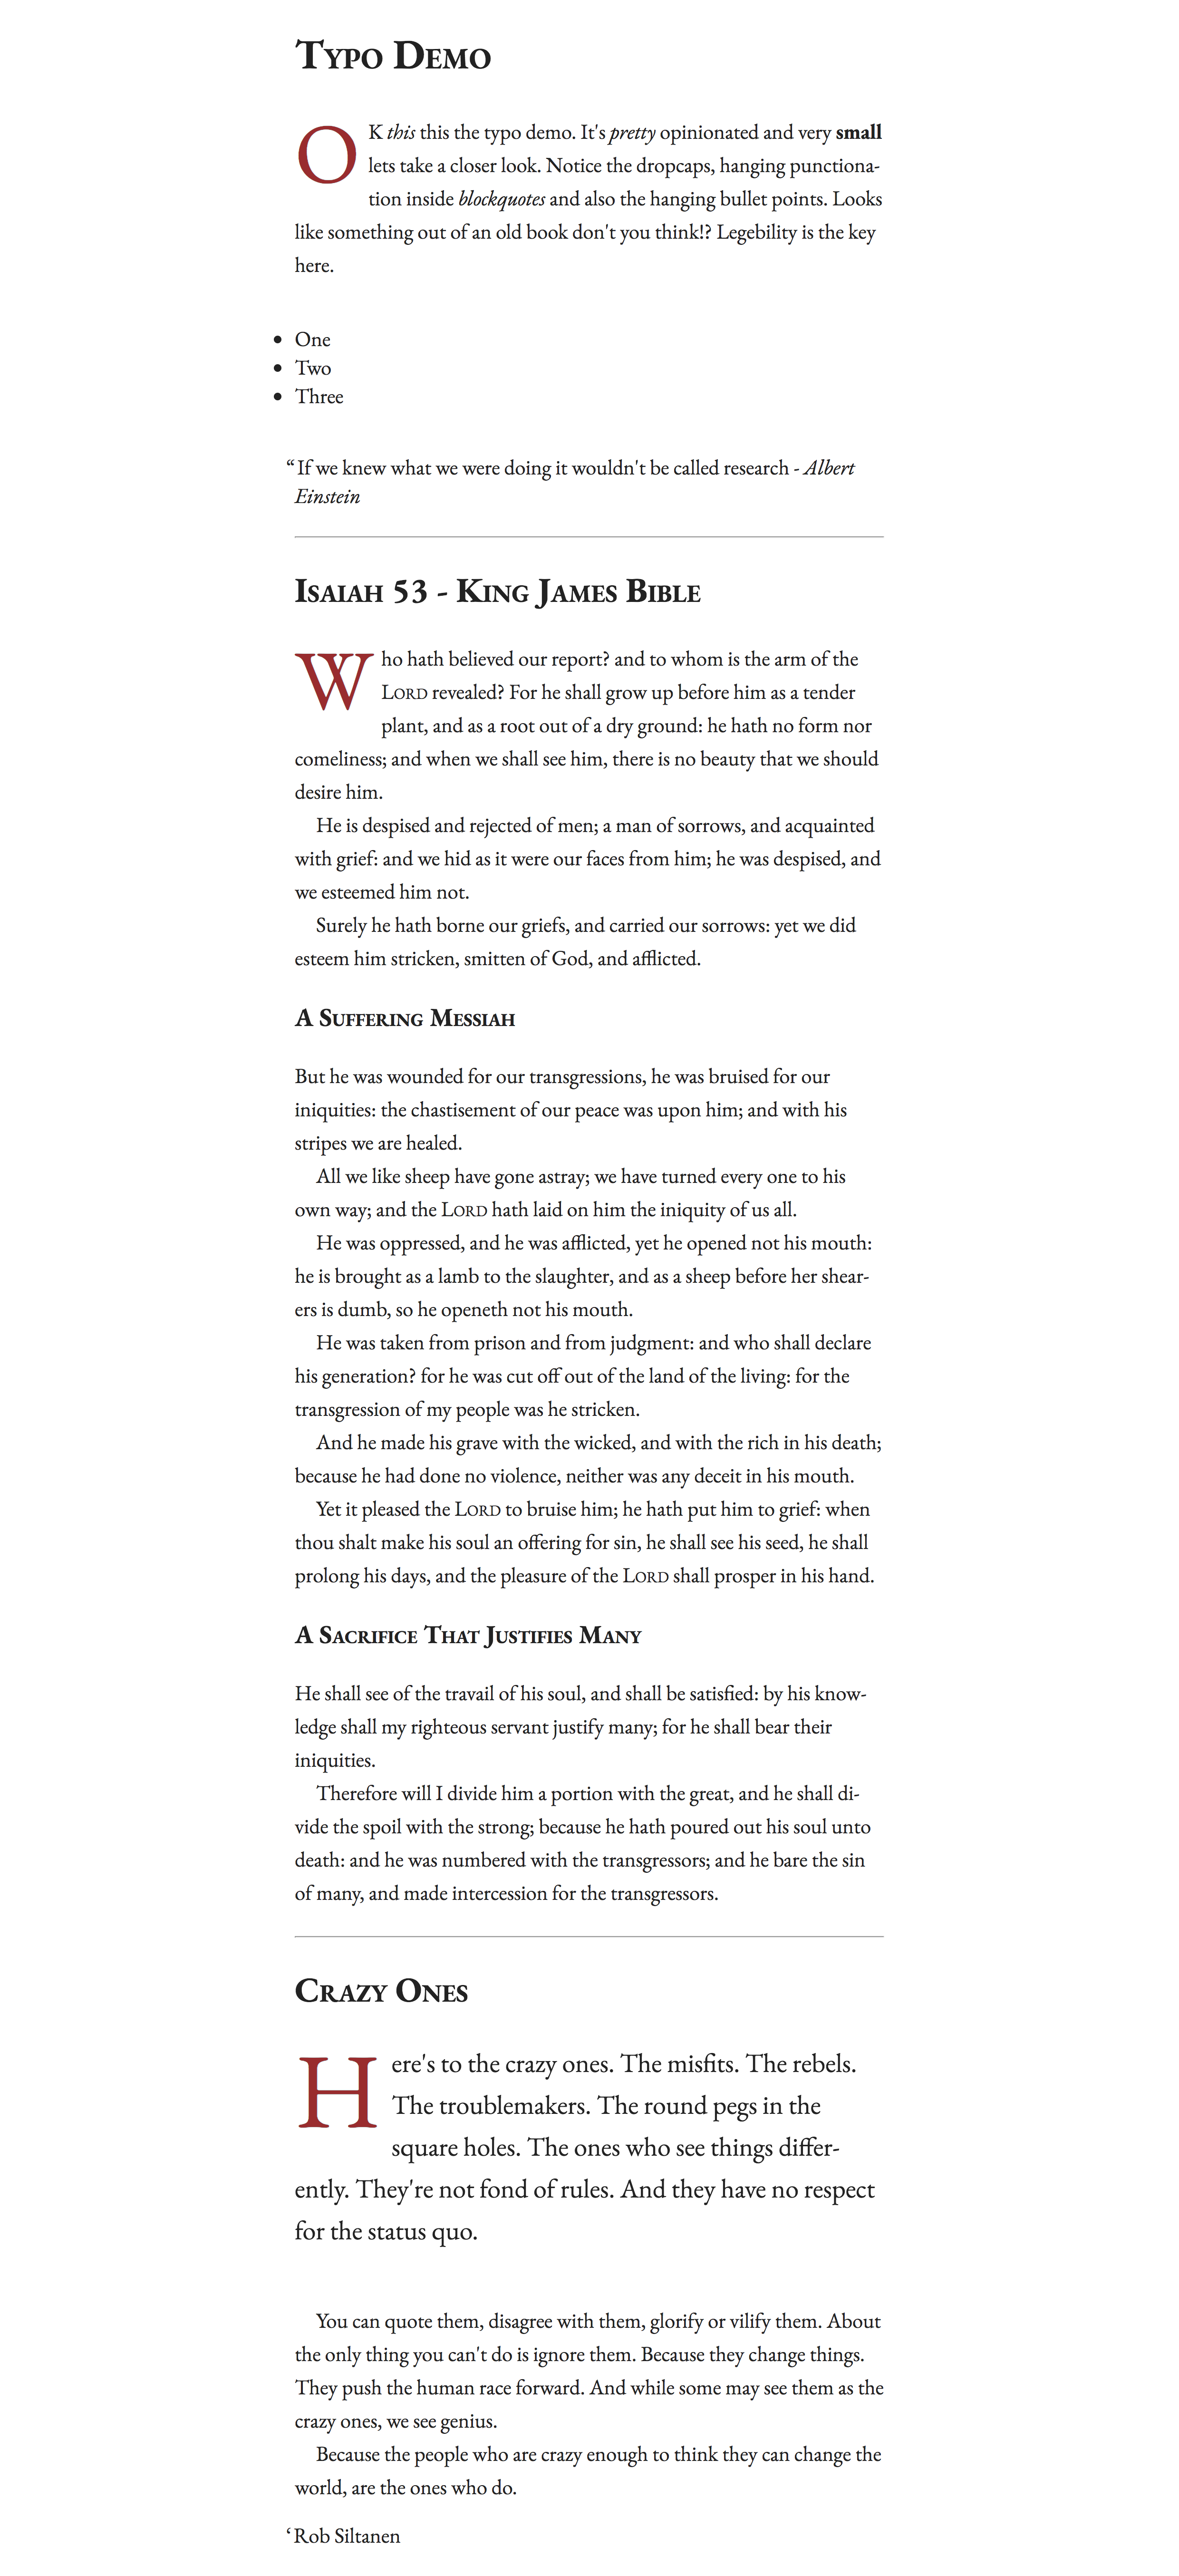 Typo Demo
OK this this the typo demo. It's pretty opinionated and very small
lets take a closer look. Notice the dropcaps, hanging punctiona-
tion inside blockquotes and also the hanging bullet points. Looks
like something out of an old book don't you think!? Legebility is the key
here.
• One
• Two
• Three
“If we knew what we were doing it wouldn't be called research - Albert
Einstein
Isaiah 53 - King James Bible
Who hath believed our report? and to whom is the arm of the
Lord revealed? For he shall grow up before him as a tender
plant, and as a root out of a dry ground: he hath no form nor
comeliness; and when we shall see him, there is no beauty that we should
desire him.
He is despised and rejected of men; a man of sorrows, and acquainted
with grief: and we hid as it were our faces from him; he was despised, and
we esteemed him not.
Surely he hath borne our griefs, and carried our sorrows: yet we did
esteem him stricken, smitten of God, and afflicted.
A Suffering Messiah
But he was wounded for our transgressions, he was bruised for our
iniquities: the chastisement of our peace was upon him; and with his
stripes we are healed.
All we like sheep have gone astray; we have turned every one to his
own way; and the Lord hath laid on him the iniquity of us all.
He was oppressed, and he was afflicted, yet he opened not his mouth:
he is brought as a lamb to the slaughter, and as a sheep before her shear-
ers is dumb, so he openeth not his mouth.
He was taken from prison and from judgment: and who shall declare
his generation? for he was cut off out of the land of the living: for the
transgression of my people was he stricken.
And he made his grave with the wicked, and with the rich in his death;
because he had done no violence, neither was any deceit in his mouth.
Yet it pleased the Lord to bruise him; he hath put him to grief: when
thou shalt make his soul an offering for sin, he shall see his seed, he shall
prolong his days, and the pleasure of the Lord shall prosper in his hand.
A Sacrifice That Justifies Many
He shall see of the travail of his soul, and shall be satisfied: by his know-
ledge shall my righteous servant justify many; for he shall bear their
iniquities.
Therefore will I divide him a portion with the great, and he shall di-
vide the spoil with the strong; because he hath poured out his soul unto
death: and he was numbered with the transgressors; and he bare the sin
of many, and made intercession for the transgressors.
Crazy Ones
Here's to the crazy ones. The misfits. The rebels.
The troublemakers. The round pegs in the
square holes. The ones who see things differ-
ently. They're not fond of rules. And they have no respect
for the status quo.
You can quote them, disagree with them, glorify or vilify them. About
the only thing you can't do is ignore them. Because they change things.
They push the human race forward. And while some may see them as the
crazy ones, we see genius.
Because the people who are crazy enough to think they can change the
world, are the ones who do.
‘Rob Siltanen